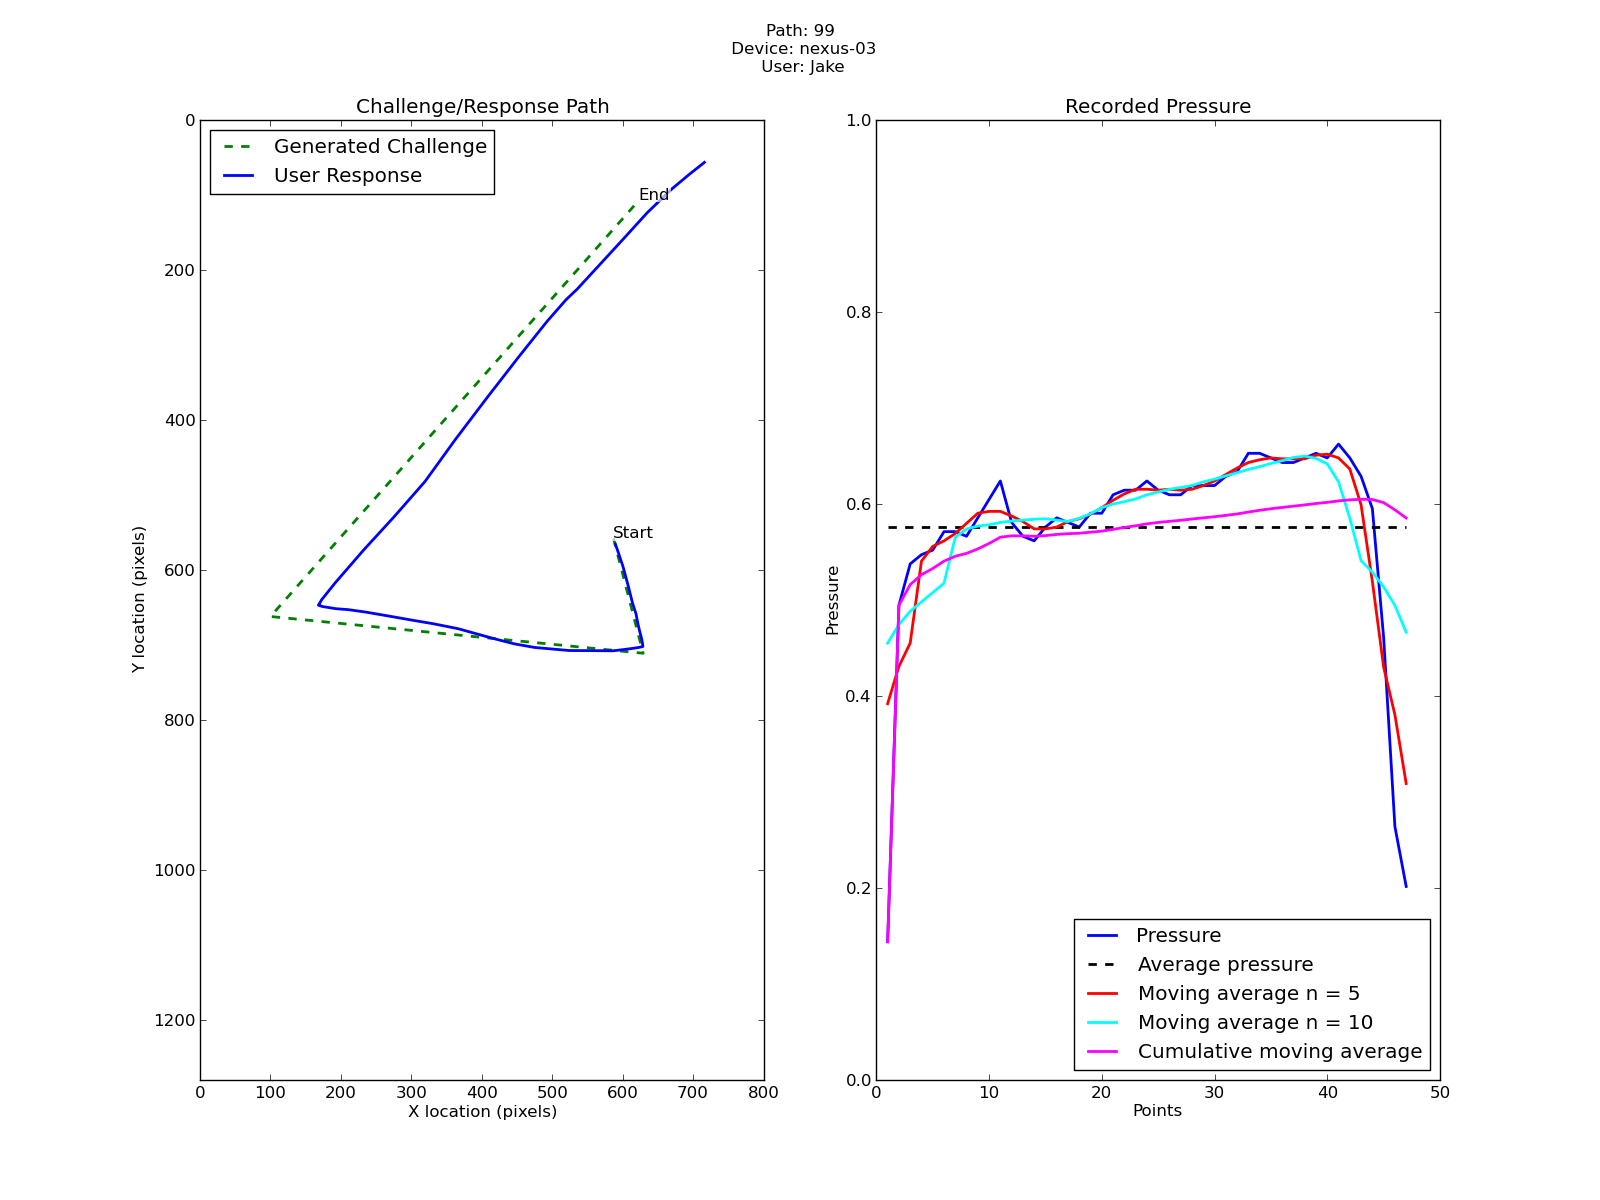 Path: 99
Device: nexus-03
User: Jake
Challenge/Response Path
Generated Challenge
User Response
End
Start
0
200
400
600
800
1000
1200
Y location (pixels)
0 100 200 300 400 500 600 700 800
X location (pixels)
Recorded Pressure
1.0
0.8
0.6
0.4
0.2
0.0
Pressure
Pressure
Average pressure
Moving average n = 5
Moving average n = 10
Cumulative moving average
0 10 20 30 40 50
Points